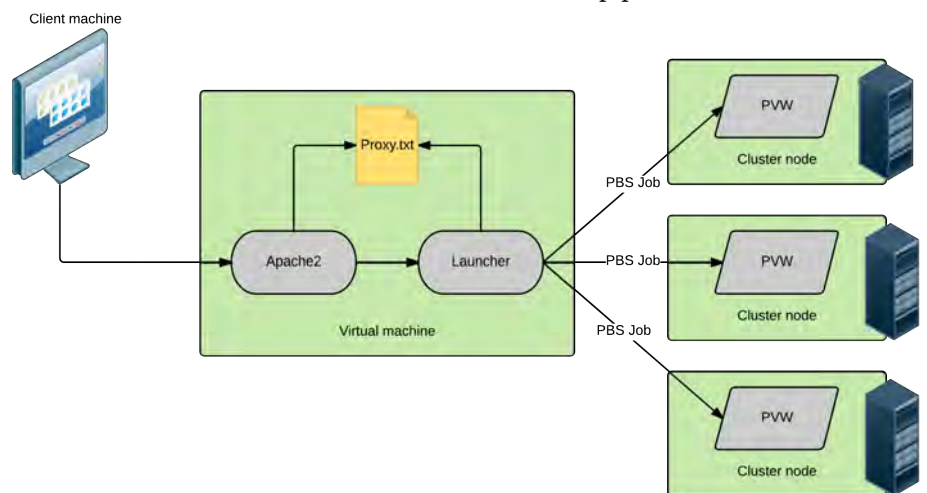 Client machine
Proxy.txt
Apache2
Launcher
Virtual machine
PBS Job
PBS Job
PBS Job
PVW
Cluster node
PVW
Cluster node
PVW
Cluster node